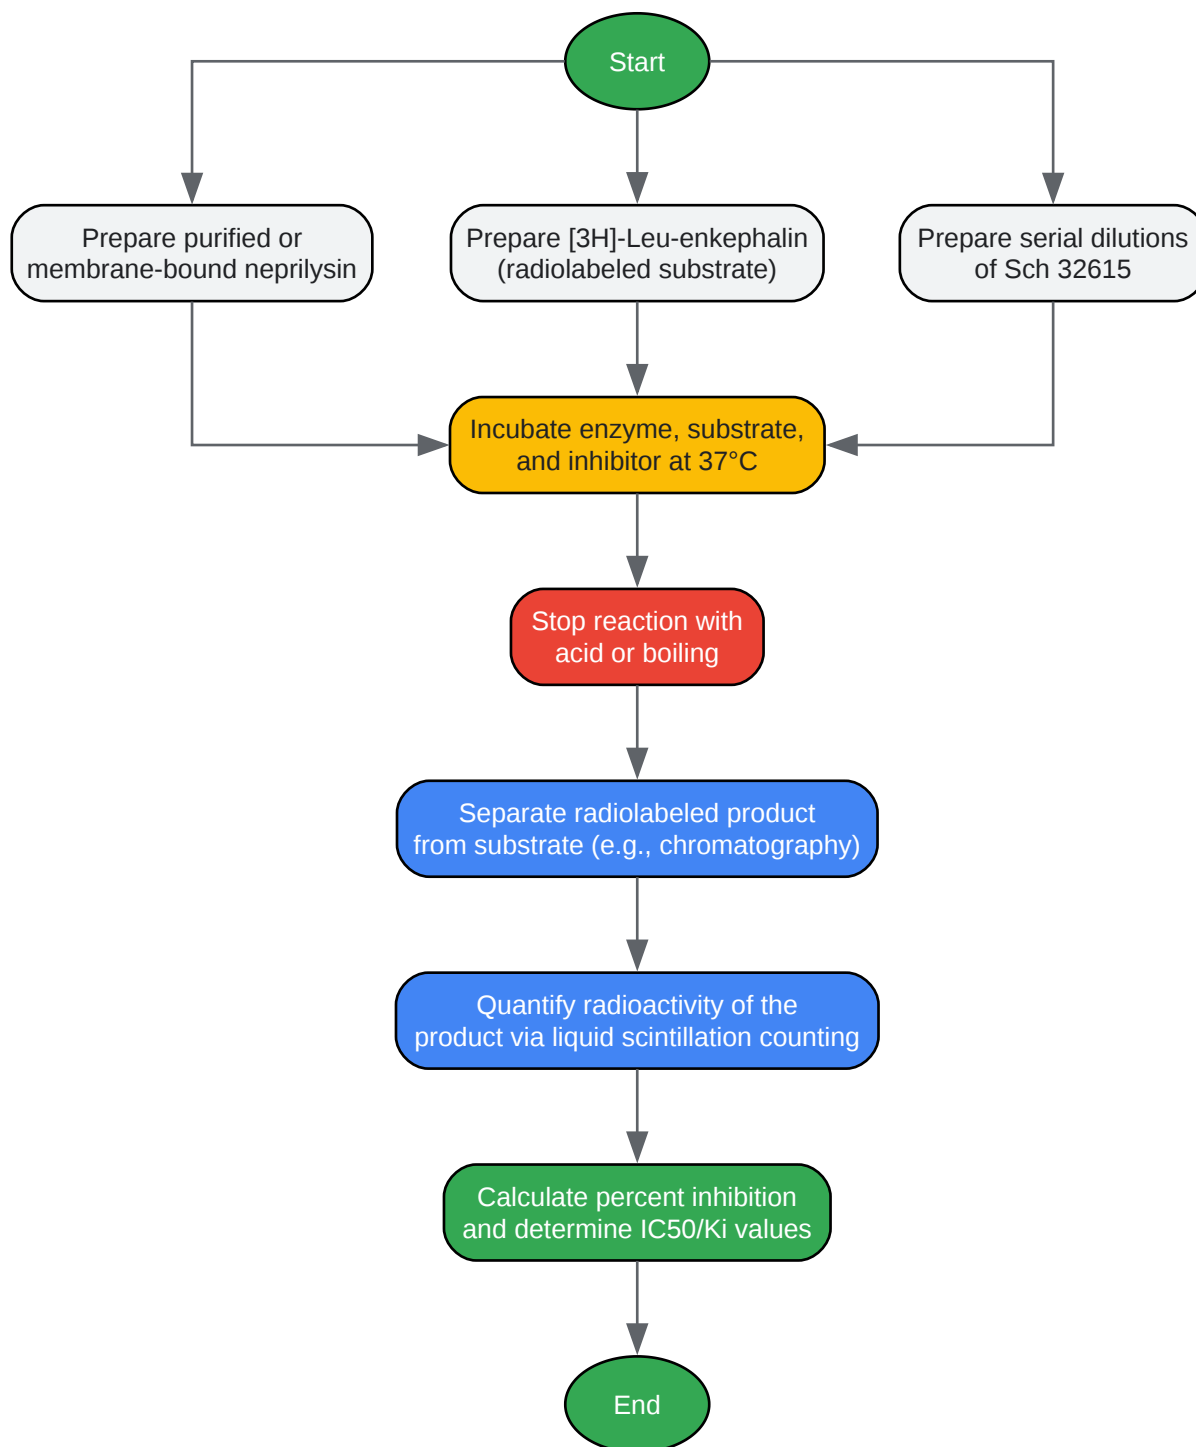 Start
Prepare purified or
membrane-bound neprilysin
Prepare [3H]-Leu-enkephalin
(radiolabeled substrate)
Prepare serial dilutions
of Sch 32615
Incubate enzyme, substrate,
and inhibitor at 37°C
Stop reaction with
acid or boiling
Separate radiolabeled product
from substrate (e.g., chromatography)
Quantify radioactivity of the
product via liquid scintillation counting
Calculate percent inhibition
and determine IC50/Ki values
End